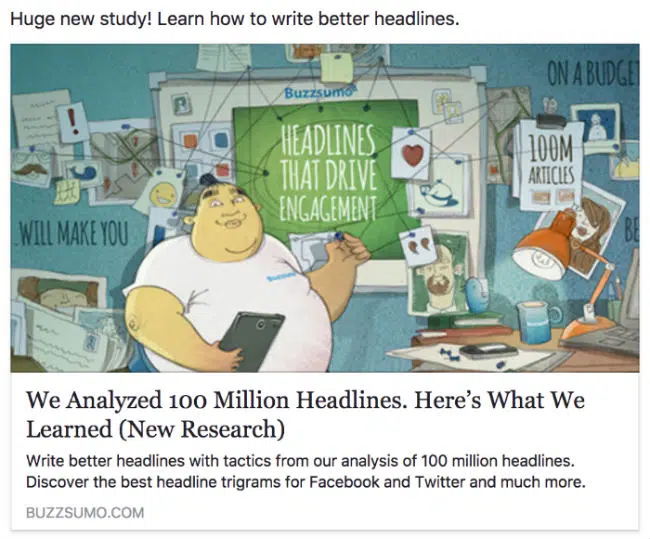 Huge new study! Learn how to write better headlines.
ON A BUDGET
Buzzsumo
!
HEADLINES
THAT DRIVE
ENGAGEMENT
100M
ARTICLES
WILL MAKE YOU
BE
Buzzsumo
We Analyzed 100 Million Headlines. Here’s What We
Learned (New Research)
Write better headlines with tactics from our analysis of 100 million headlines.
Discover the best headline trigrams for Facebook and Twitter and much more.
BUZZSUMO.COM